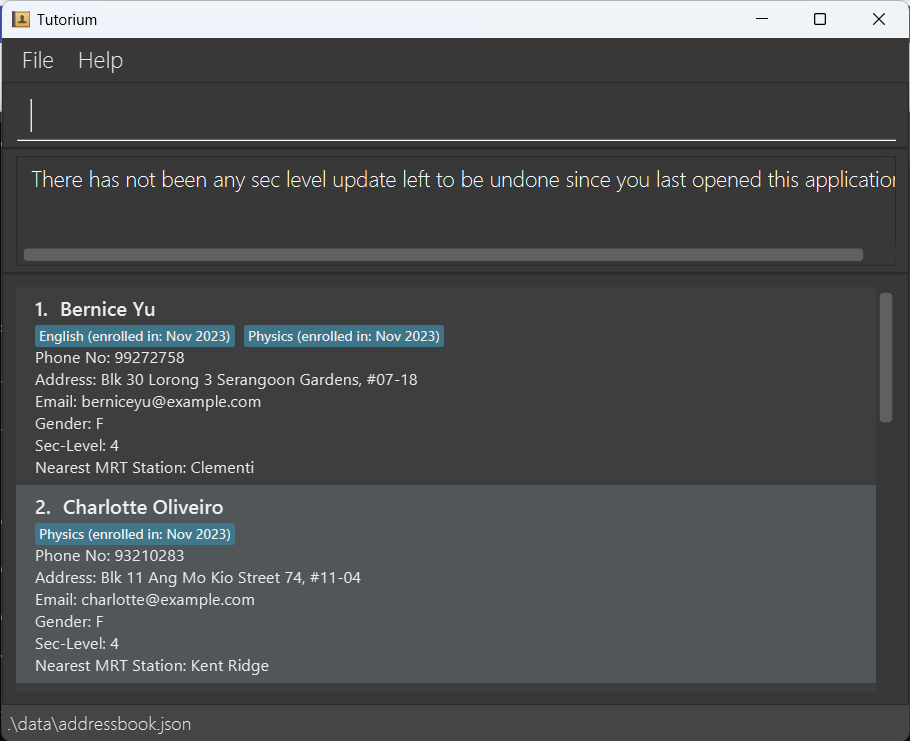 Tutorium
File Help
There has not been any sec level update left to be undone since you last opened this application
1. Bernice Yu
English (enrolled in: Nov 2023) Physics (enrolled in: Nov 2023)
Phone No: 99272758
Address: Blk 30 Lorong 3 Serangoon Gardens, #07-18
Email: berniceyu@example.com
Gender: F
Sec-Level: 4
Nearest MRT Station: Clementi
2. Charlotte Oliveiro
Physics (enrolled in: Nov 2023)
Phone No: 93210283
Address: Blk 11 Ang Mo Kio Street 74, #11-04
Email: charlotte@example.com
Gender: F
Sec-Level: 4
Nearest MRT Station: Kent Ridge
.\data\addressbook.json